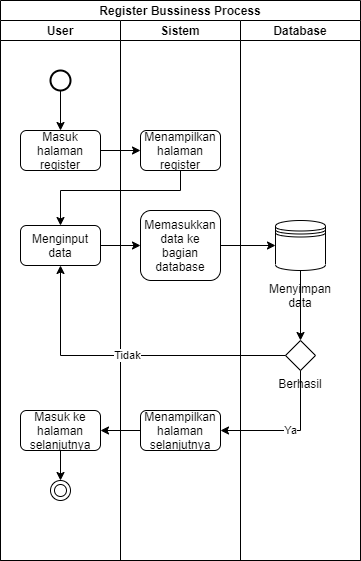 Register Bussiness Process
User
Sistem
Database
Masuk
halaman
register
Menampilkan
halaman
register
Menginput
data
Memasukkan
data ke
bagian
database
Menyimpan
data
Tidak
Berhasil
Masuk ke
halaman
selanjutnya
Menampilkan
halaman
selanjutnya
Ya